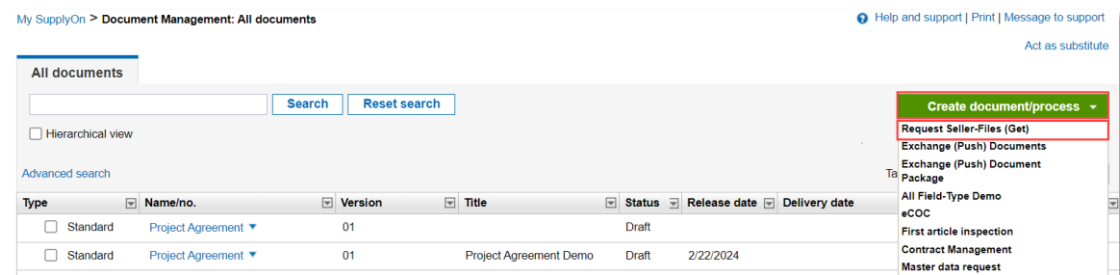 My SupplyOn > Document Management: All documents
Help and support | Print | Message to support
Act as substitute
All documents
Search Reset search
Create document/process
Hierarchical view
Request Seller-Files (Get)
Exchange (Push) Documents
Exchange (Push) Document
Package
Advanced search
Ta
All Field-Type Demo
eCOC
First article inspection
Contract Management
Master data request
Type Name/no. Version Title Status Release date Delivery date
Standard Project Agreement 01 Draft
Standard Project Agreement 01 Project Agreement Demo Draft 2/22/2024